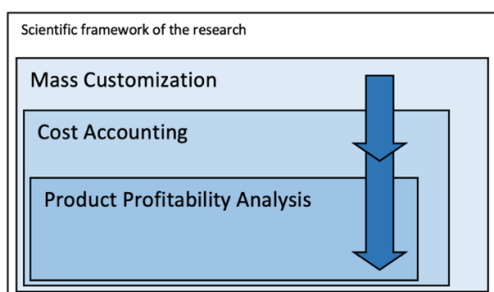 Scientific framework of the research
Mass Customization
Cost Accounting
Product Profitability Analysis